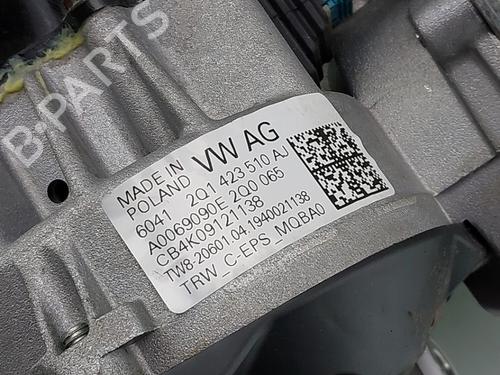 B-PARTS
MADE IN
POLAND VW AG
6041 2Q1 423 510 AJ
A0069090E 2Q0 065
CB4K09121138
TW8-20601.04.1940021138
TRW_C-EPS_MQBA0